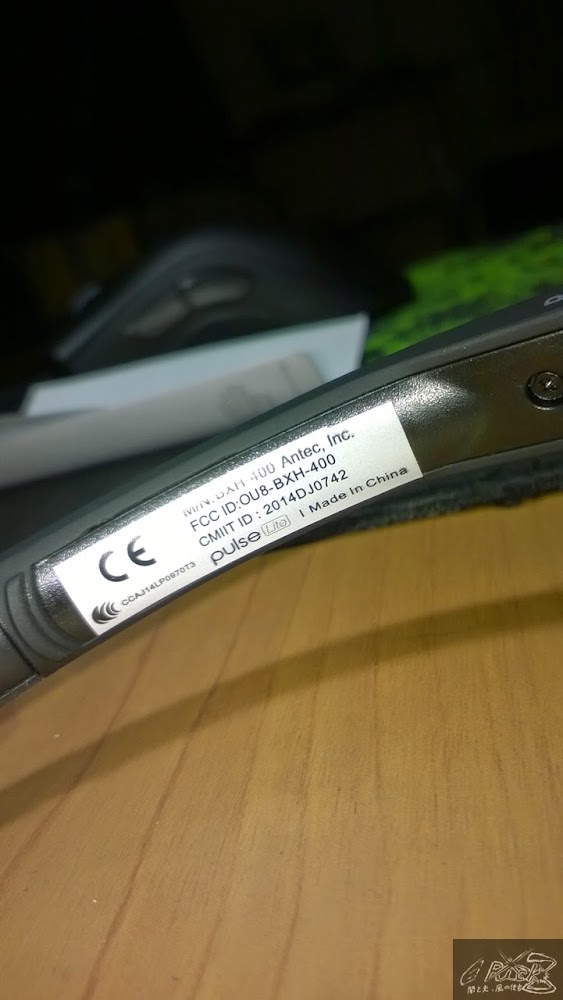 M/N:BXH-400 Antec, Inc.
FCC ID:OU8-BXH-400
CMIIT ID : 2014DJ0742
pulse Lite | Made In China
CE
CCAJ14LP0970T3